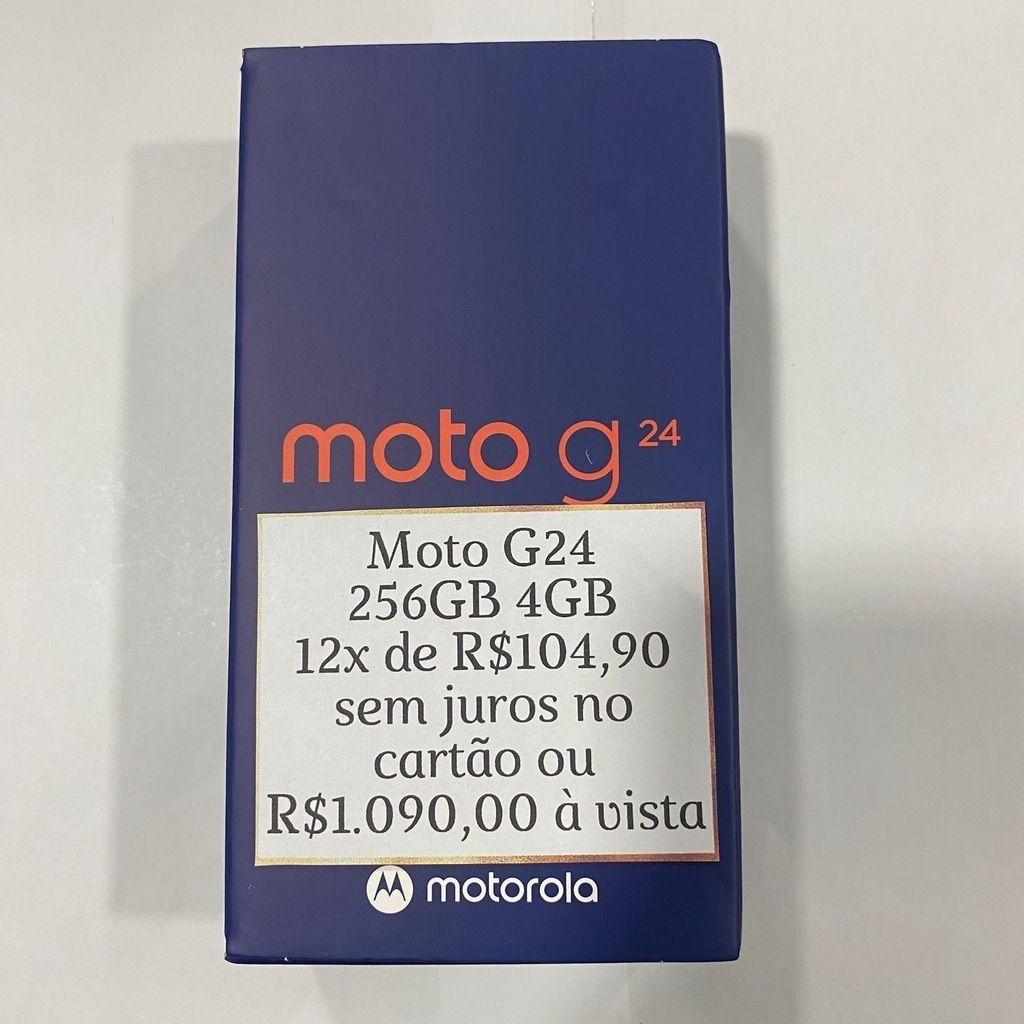 moto g 24
Moto G24
256GB 4GB
12x de R$104,90
sem juros no
cartão ou
R$1.090,00 à vista
motorola